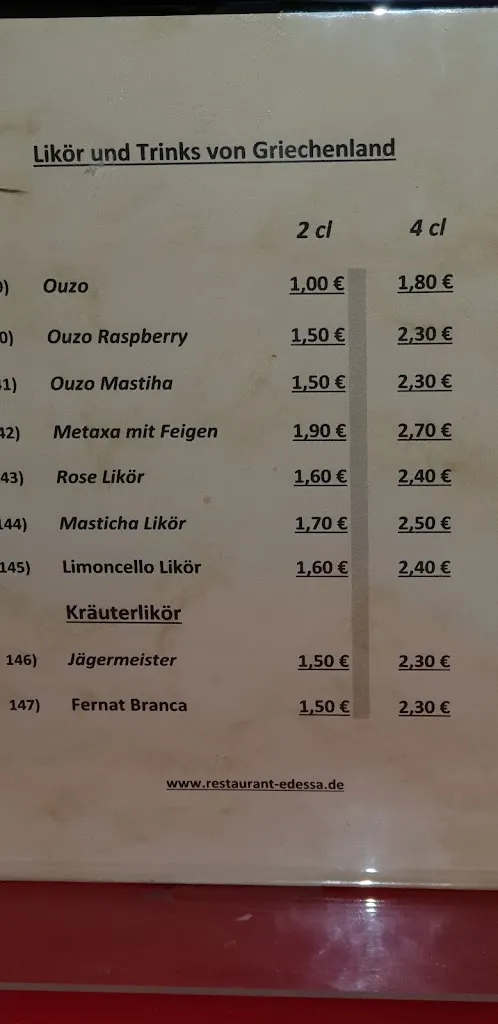 Likör und Trinks von Griechenland
2 cl 4 cl
) Ouzo 1,00 € 1,80 €
0) Ouzo Raspberry 1,50 € 2,30 €
41) Ouzo Mastiha 1,50 € 2,30 €
42) Metaxa mit Feigen 1,90 € 2,70 €
43) Rose Likör 1,60 € 2,40 €
144) Masticha Likör 1,70 € 2,50 €
145) Limoncello Likör 1,60 € 2,40 €
Kräuterlikör
146) Jägermeister 1,50 € 2,30 €
147) Fernat Branca 1,50 € 2,30 €
www.restaurant-edessa.de